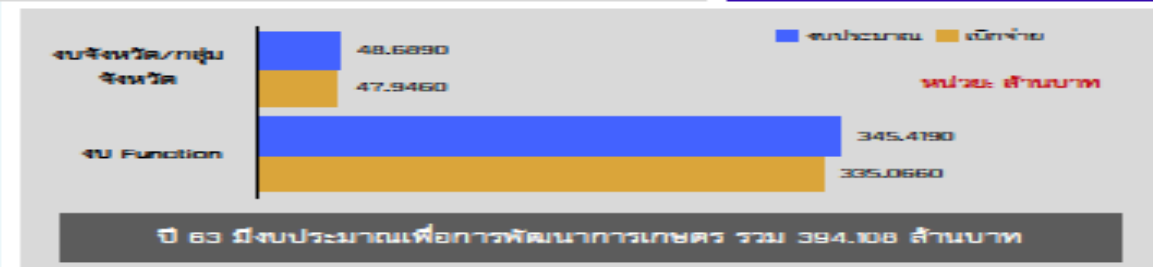 งบประมาณ เบิกจ่าย
หน่วย: ล้านบาท
งบจังหวัด/กลุ่ม
จังหวัด
48.6890
47.9460
งบ Function
345.4190
335.0660
ปี 63 มีงบประมาณเพื่อการพัฒนาการเกษตร รวม 394.108 ล้านบาท